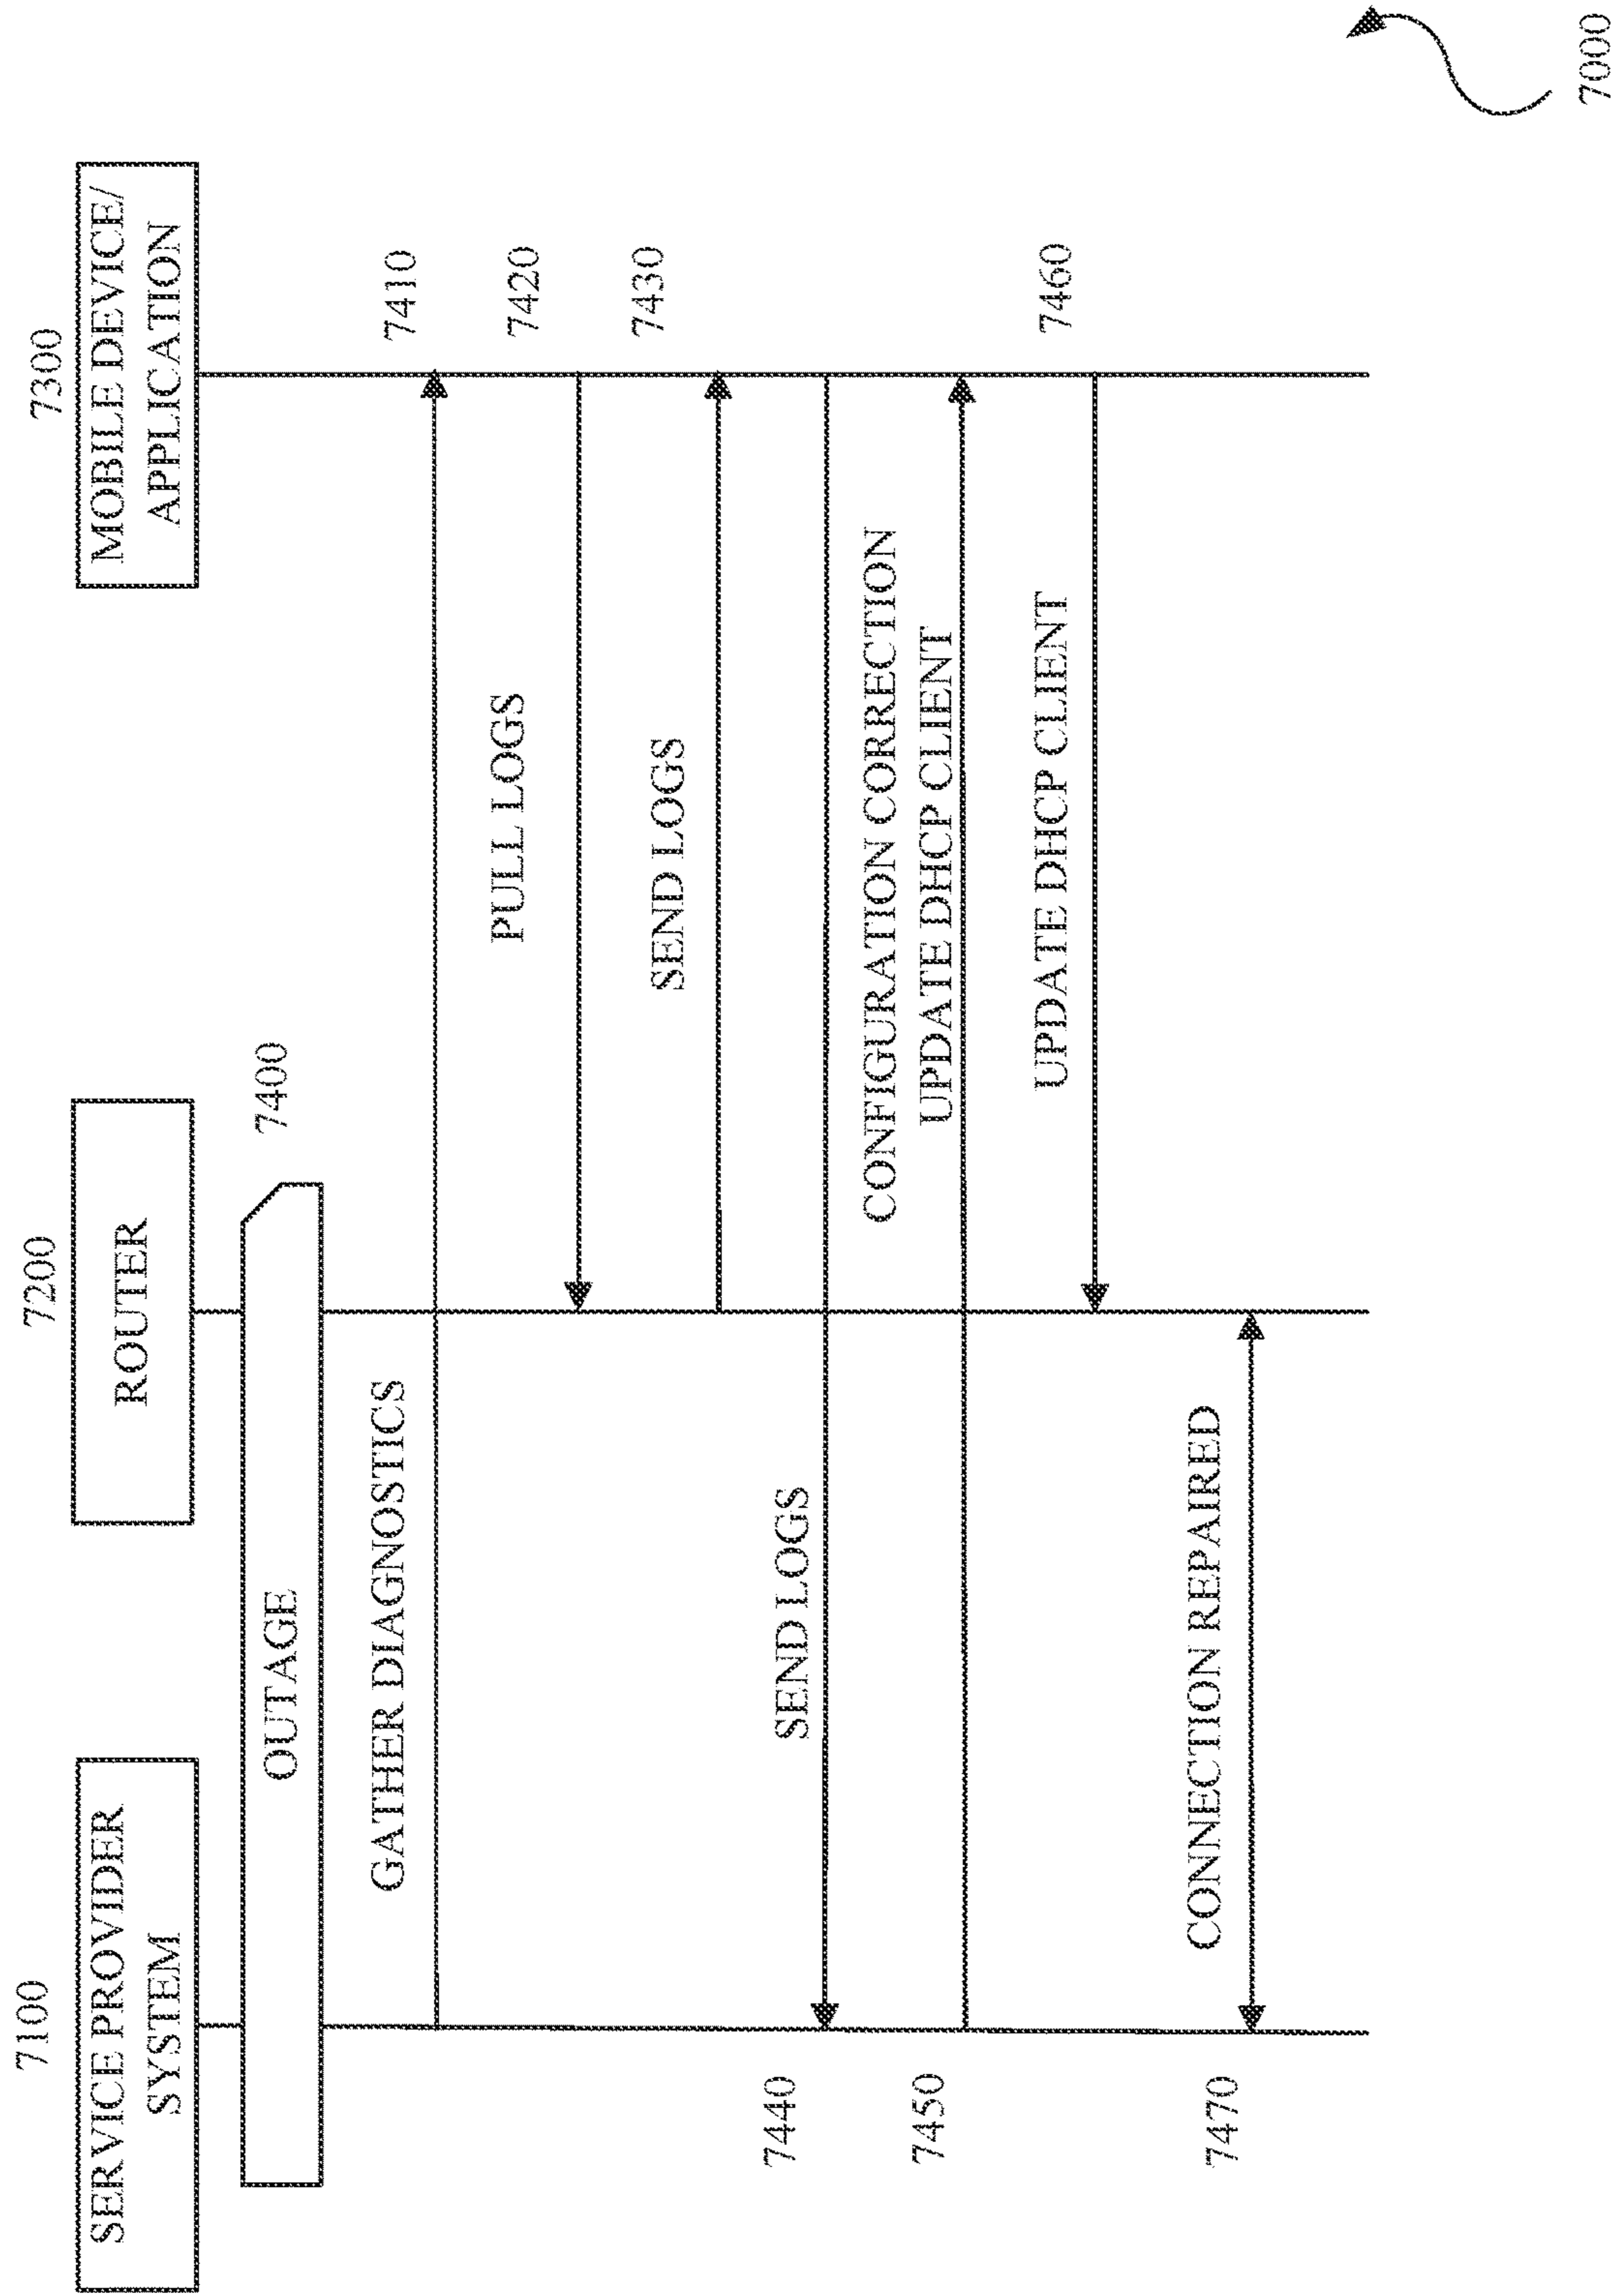 7100
7200
7300
SERVICE PROVIDER
SYSTEM
ROUTER
MOBILE DEVICE/
APPLICATION
OUTAGE
7400
GATHER DIAGNOSTICS
7410
PULL LOGS
7420
SEND LOGS
7430
7440
SEND LOGS
7450
CONFIGURATION CORRECTION
UPDATE DHCP CLIENT
UPDATE DHCP CLIENT
7460
7470
CONNECTION REPAIRED
7000